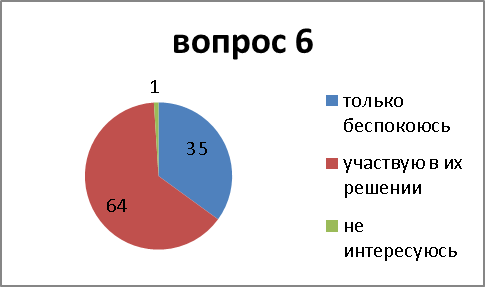 вопрос 6
1
35
64
только
беспокоюсь
участвую в их
решении
не
интересуюсь